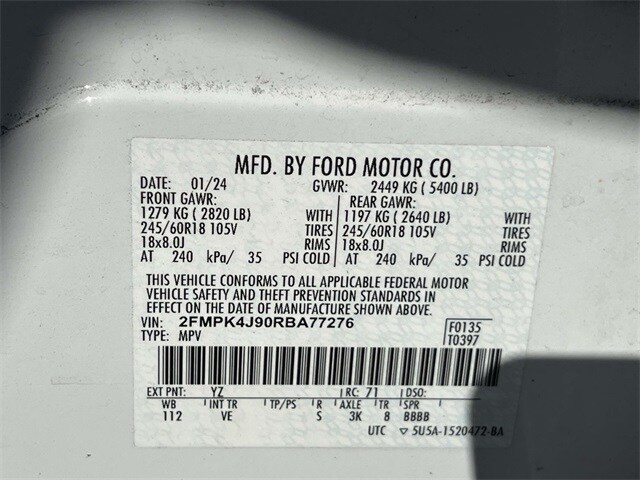 MFD. BY FORD MOTOR CO.
DATE: 01/24 GVWR: 2449 KG ( 5400 LB)
FRONT GAWR: REAR GAWR:
1279 KG ( 2820 LB) WITH 1197 KG ( 2640 LB) WITH
245/60R18 105V TIRES 245/60R18 105V TIRES
18x8.0J RIMS 18x8.0J RIMS
AT 240 kPa/ 35 PSI COLD AT 240 kPa/ 35 PSI COLD
THIS VEHICLE CONFORMS TO ALL APPLICABLE FEDERAL MOTOR
VEHICLE SAFETY AND THEFT PREVENTION STANDARDS IN
EFFECT ON THE DATE OF MANUFACTURE SHOWN ABOVE.
VIN: 2FMPK4J90RBA77276 F0135
TYPE: MPV T0397
EXT PNT: YZ RC: 71 DSO:
WB INT TR TP/PS R AXLE TR SPR
112 VE S 3K 8 BBBB
UTC ▽ 5U5A-1520472-BA